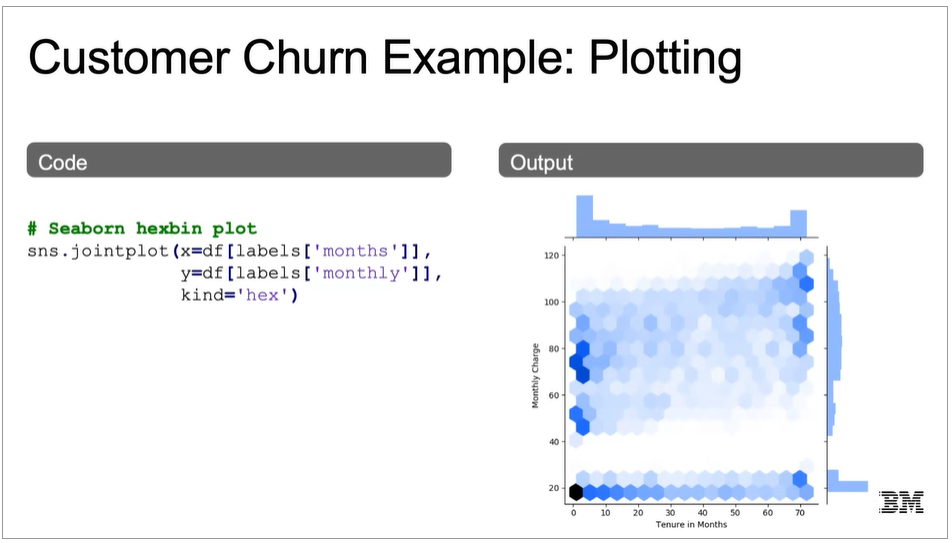 Customer Churn Example: Plotting
Code
# Seaborn hexbin plot
sns.jointplot(x=df[labels['months']],
y=df[labels['monthly']],
kind='hex')
Output
120
100
80
60
40
20
Monthly Charge
0 10 20 30 40 50 60 70
Tenure in Months
IBM